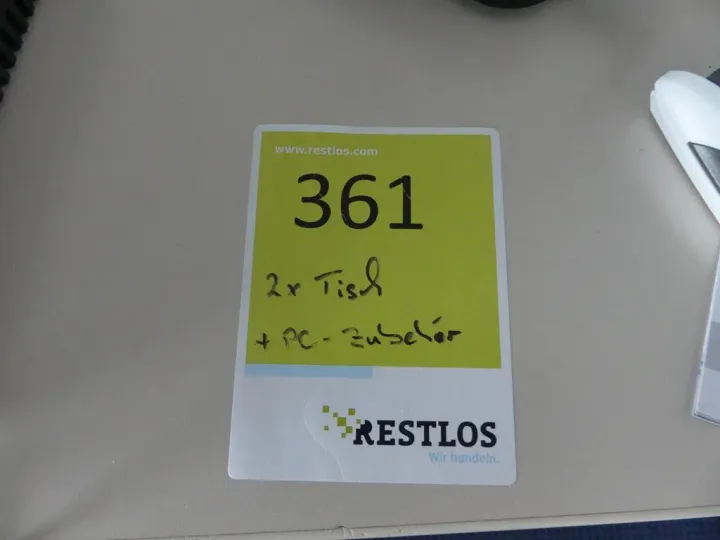 www.restlos.com
361
2x Tisch
+ PC-Zubehör
RESTLOS
Wir handeln.